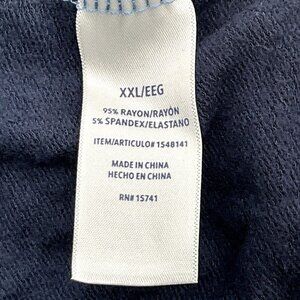 XXL/EEG
95% RAYON/RAYÓN
5% SPANDEX/ELASTANO
ITEM/ARTICULO# 1548141
MADE IN CHINA
HECHO EN CHINA
RN# 15741